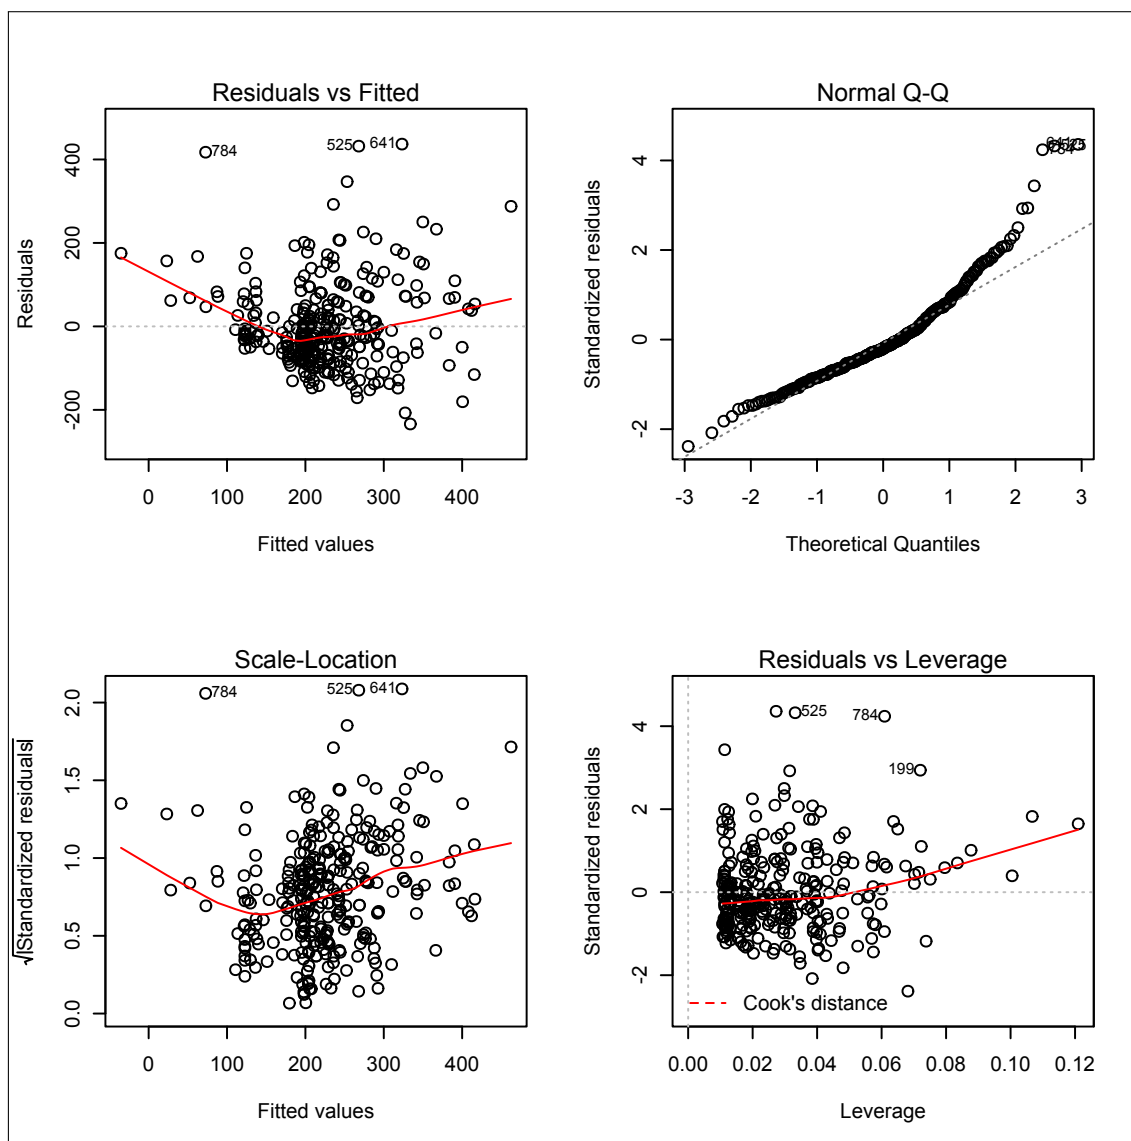 Residuals vs Fitted
Residuals
400
200
0
-200
784
525
641
0 100 200 300 400
Fitted values
Normal Q-Q
Standardized residuals
4
2
0
-2
525
-3 -2 -1 0 1 2 3
Theoretical Quantiles
Scale-Location
√|Standardized residuals|
2.0
1.5
1.0
0.5
0.0
784
525
641
0 100 200 300 400
Fitted values
Residuals vs Leverage
Standardized residuals
4
2
0
-2
525
784
199
Cook's distance
0.00 0.02 0.04 0.06 0.08 0.10 0.12
Leverage